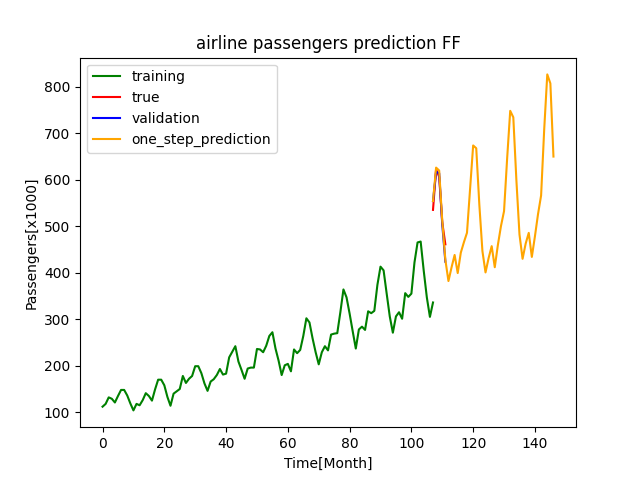 airline passengers prediction FF
training
true
validation
one_step_prediction
800
700
600
500
400
300
200
100
Passengers[x1000]
0 20 40 60 80 100 120 140
Time[Month]